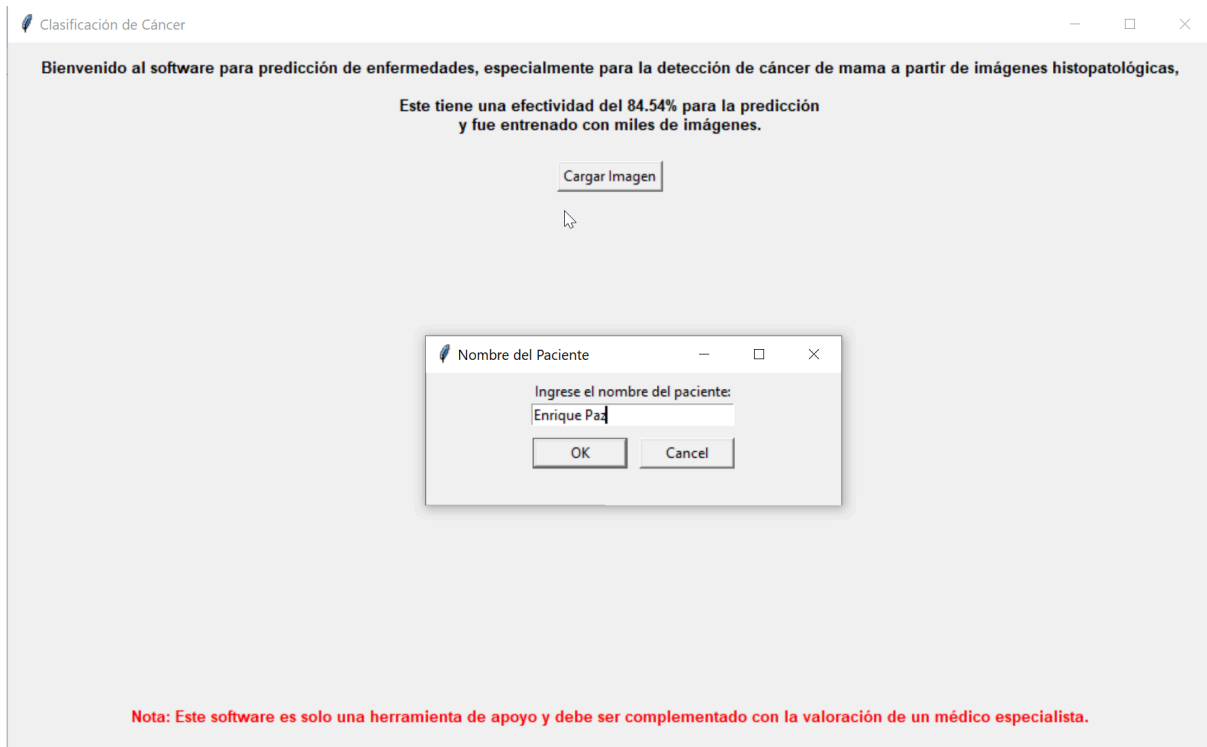 Clasificación de Cáncer
Bienvenido al software para predicción de enfermedades, especialmente para la detección de cáncer de mama a partir de imágenes histopatológicas,
Este tiene una efectividad del 84.54% para la predicción
y fue entrenado con miles de imágenes.
Cargar Imagen
Nombre del Paciente
Ingrese el nombre del paciente:
Enrique Paz
OK
Cancel
Nota: Este software es solo una herramienta de apoyo y debe ser complementado con la valoración de un médico especialista.